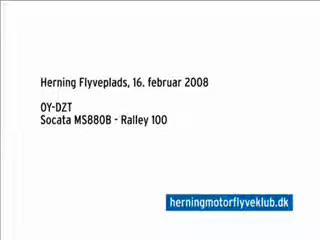 Herning Flyveplads, 16. februar 2008
OY-DZT
Socata MS880B - Ralley 100
herningmotorflyveklub.dk